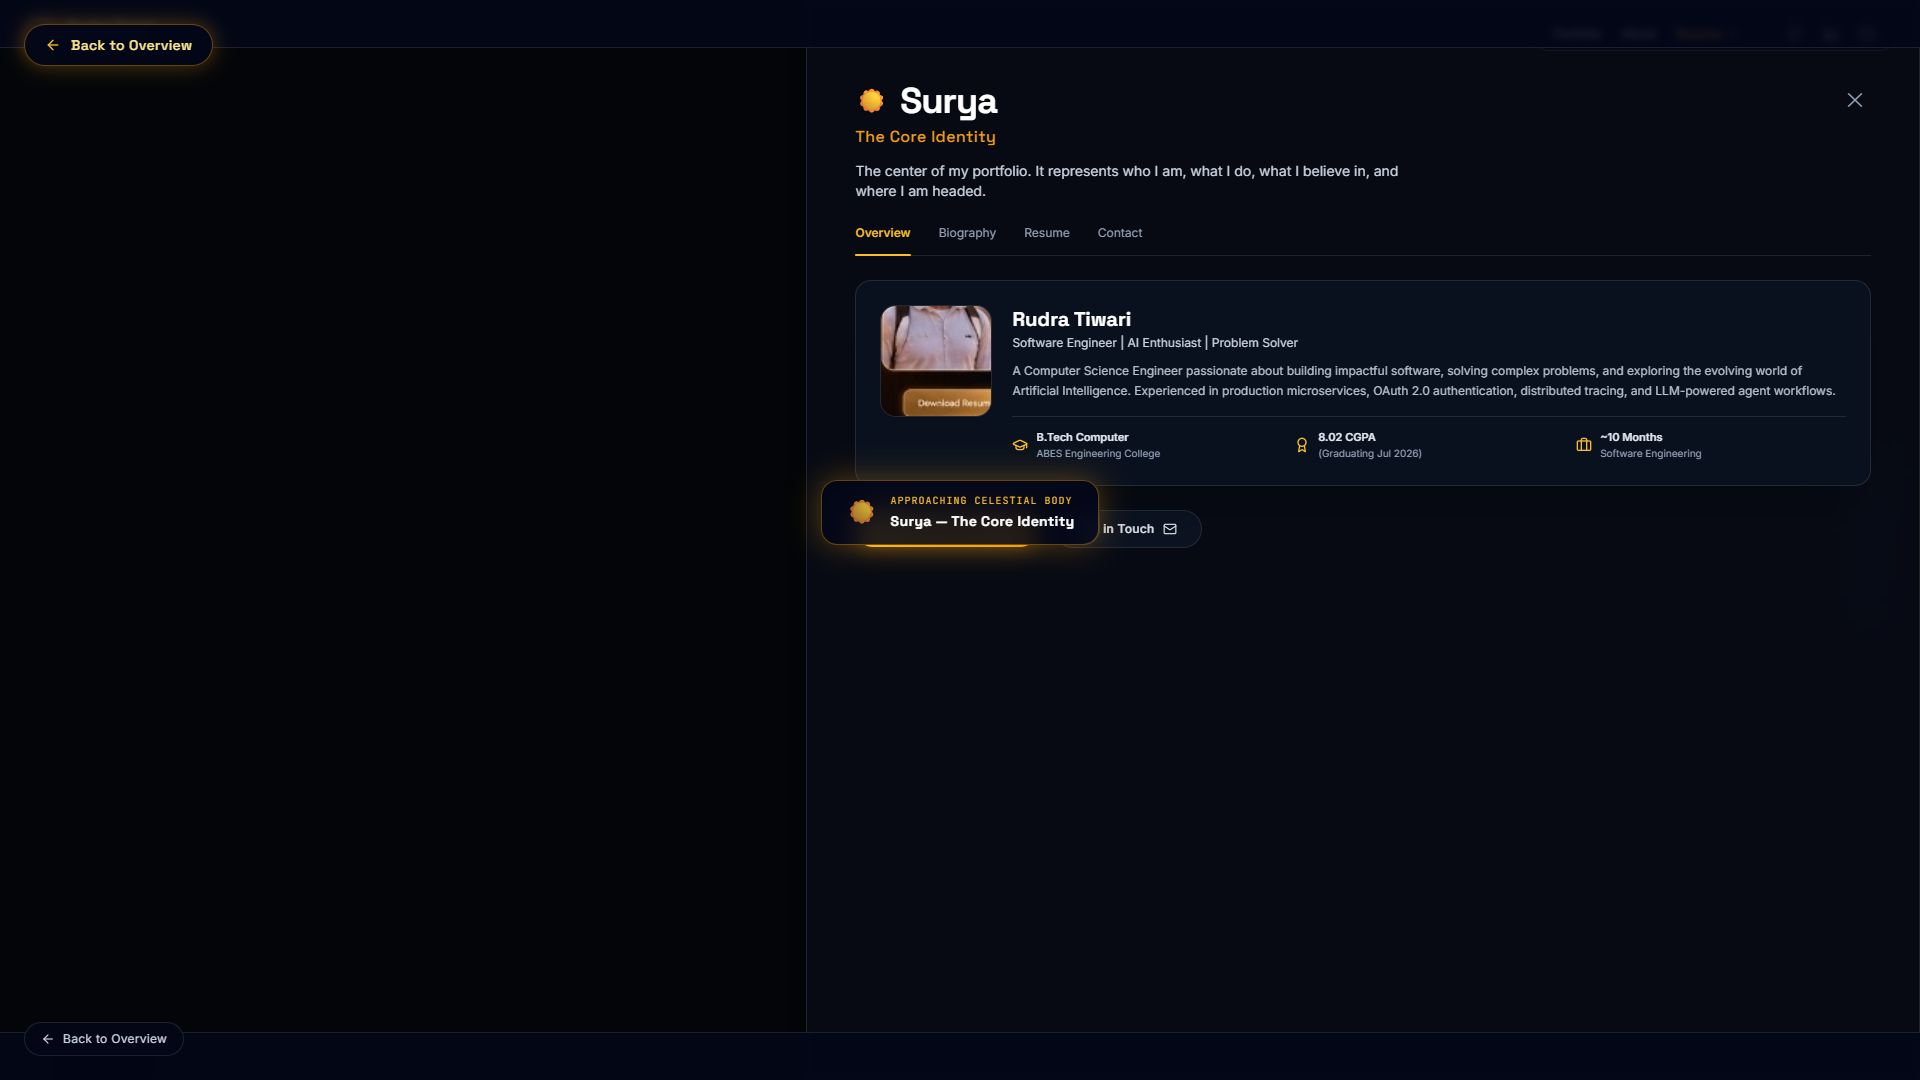 Back to Overview
Surya
The Core Identity
The center of my portfolio. It represents who I am, what I do, what I believe in, and
where I am headed.
Overview
Biography
Resume
Contact
Download Resum
Rudra Tiwari
Software Engineer | AI Enthusiast | Problem Solver
A Computer Science Engineer passionate about building impactful software, solving complex problems, and exploring the evolving world of
Artificial Intelligence. Experienced in production microservices, OAuth 2.0 authentication, distributed tracing, and LLM-powered agent workflows.
B.Tech Computer
ABES Engineering College
8.02 CGPA
(Graduating Jul 2026)
~10 Months
Software Engineering
APPROACHING CELESTIAL BODY
Surya — The Core Identity
in Touch
Back to Overview